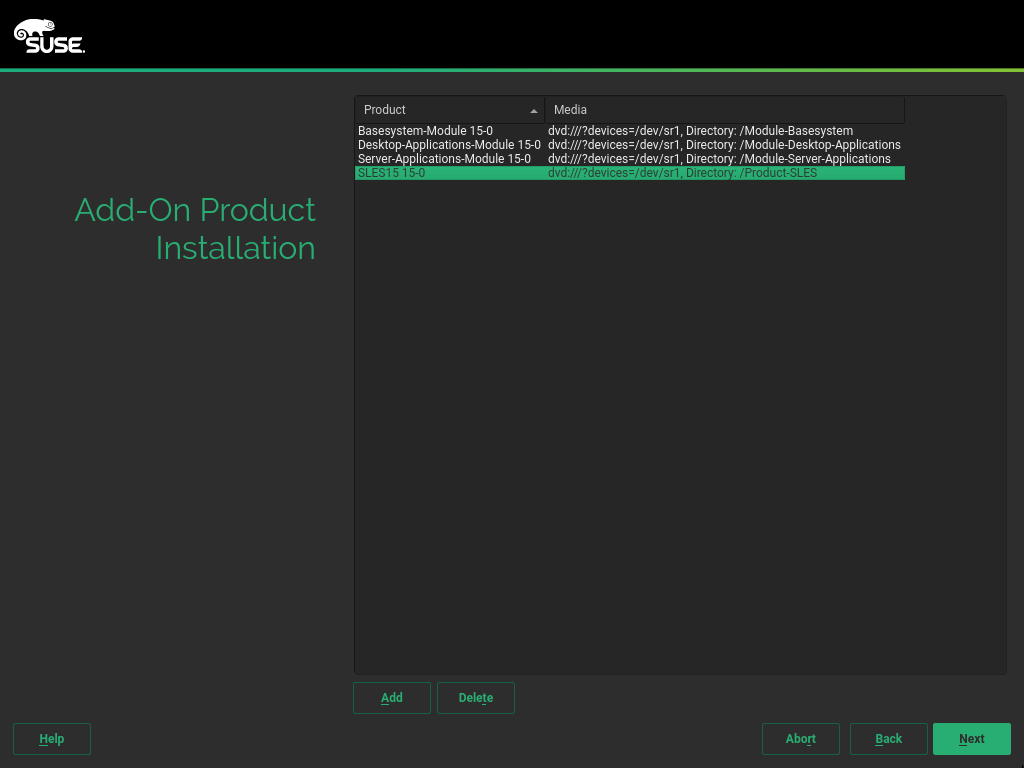 SUSE.
Product Media
Basesystem-Module 15-0 dvd:///?devices=/dev/sr1, Directory: /Module-Basesystem
Desktop-Applications-Module 15-0 dvd:///?devices=/dev/sr1, Directory: /Module-Desktop-Applications
Server-Applications-Module 15-0 dvd:///?devices=/dev/sr1, Directory: /Module-Server-Applications
SLES15 15-0 dvd:///?devices=/dev/sr1, Directory: /Product-SLES
Add-On Product
Installation
Add Delete
Help Abort Back Next